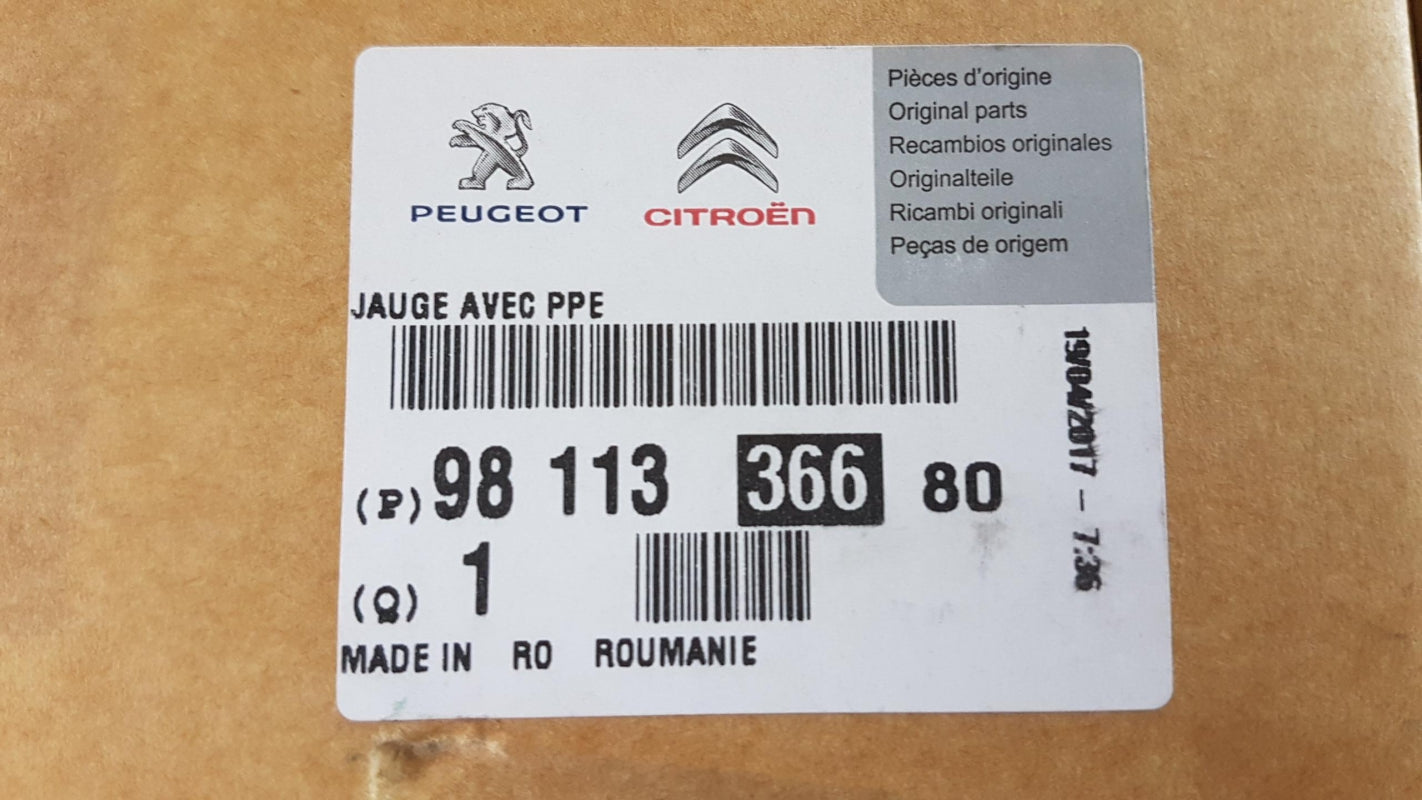 PEUGEOT
CITROËN
Pièces d'origine
Original parts
Recambios originales
Originalteile
Ricambi originali
Peças de origem
JAUGE AVEC PPE
(P) 98 113 366 80
(Q) 1
MADE IN RO ROUMANIE
19/04/2017 - 7:36